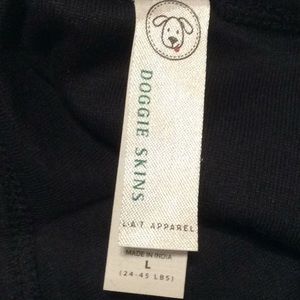 DOGGIE SKINS
L·A·T APPAREL
MADE IN INDIA
L
(24-45 LBS)